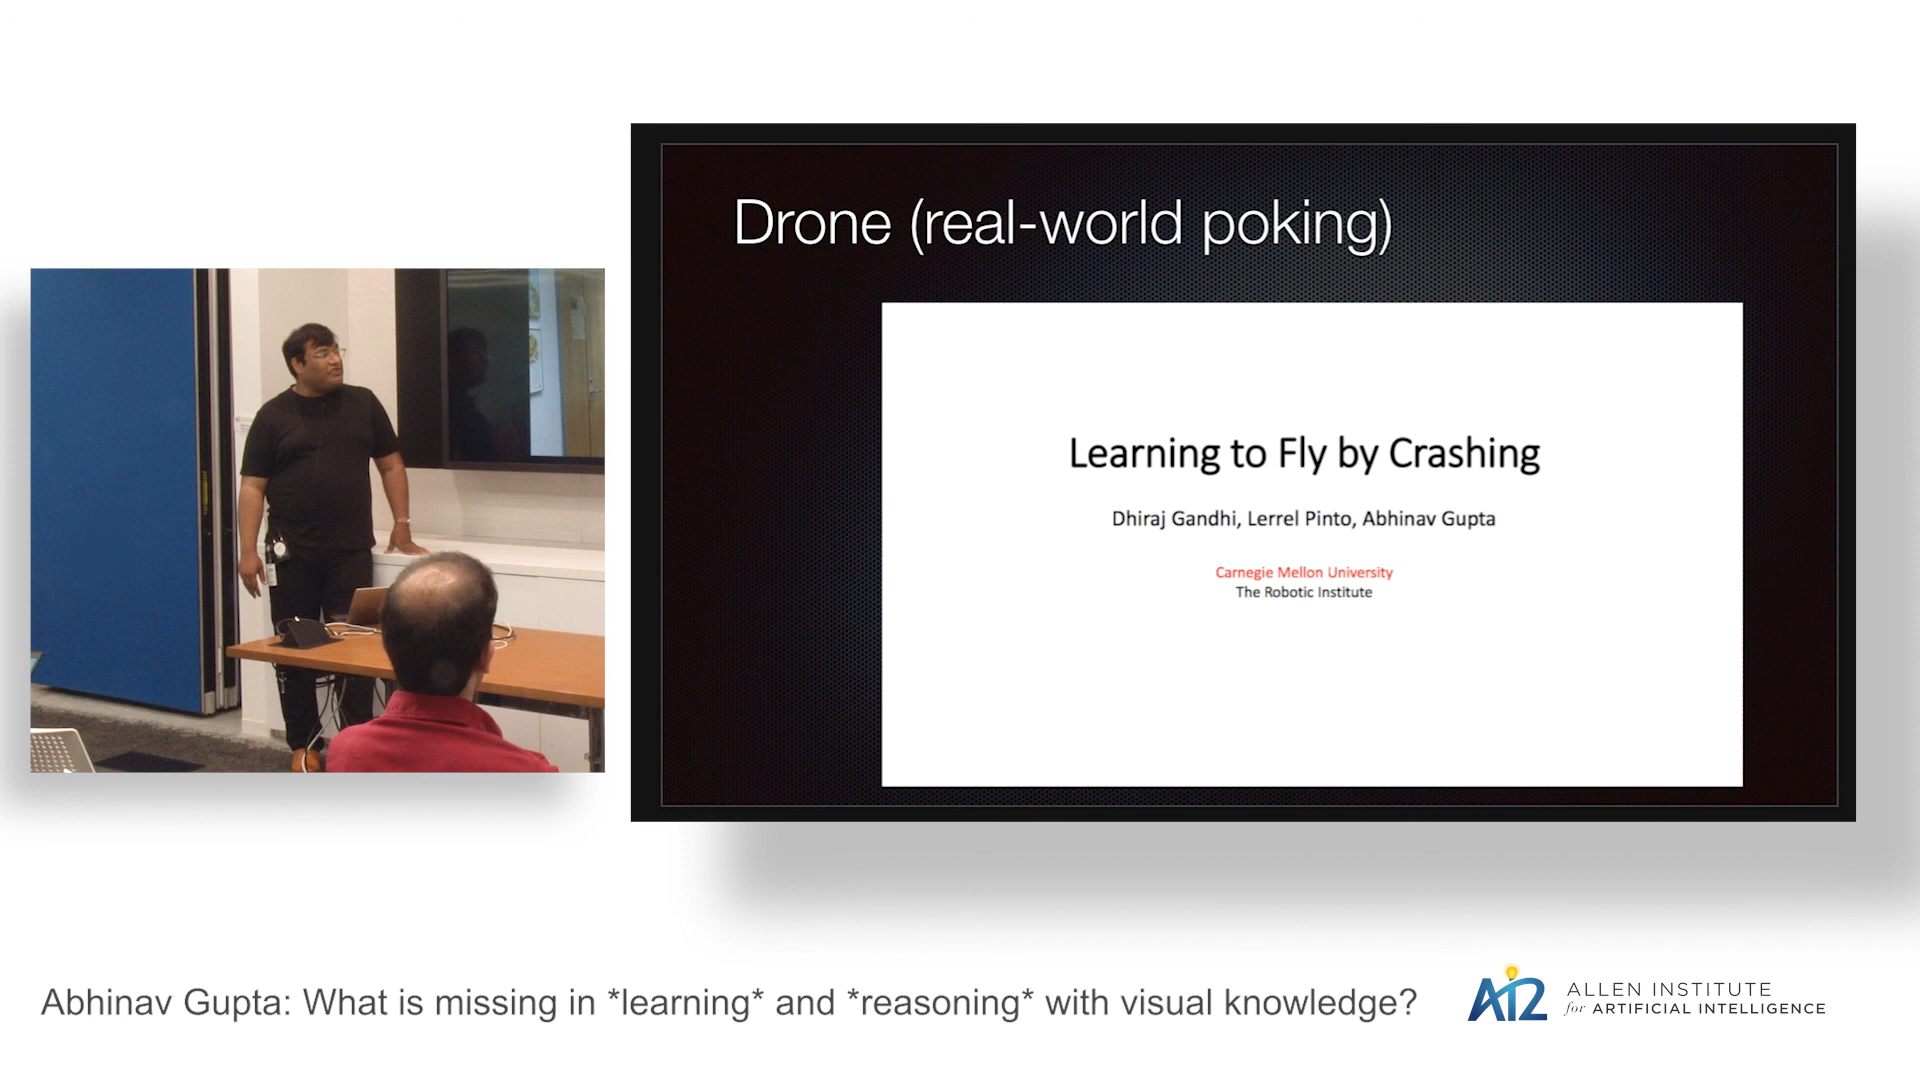 Drone (real-world poking)
Learning to Fly by Crashing
Dhiraj Gandhi, Lerrel Pinto, Abhinav Gupta
Carnegie Mellon University
The Robotic Institute
Abhinav Gupta: What is missing in *learning* and *reasoning* with visual knowledge?
AI2
ALLEN INSTITUTE
for ARTIFICIAL INTELLIGENCE